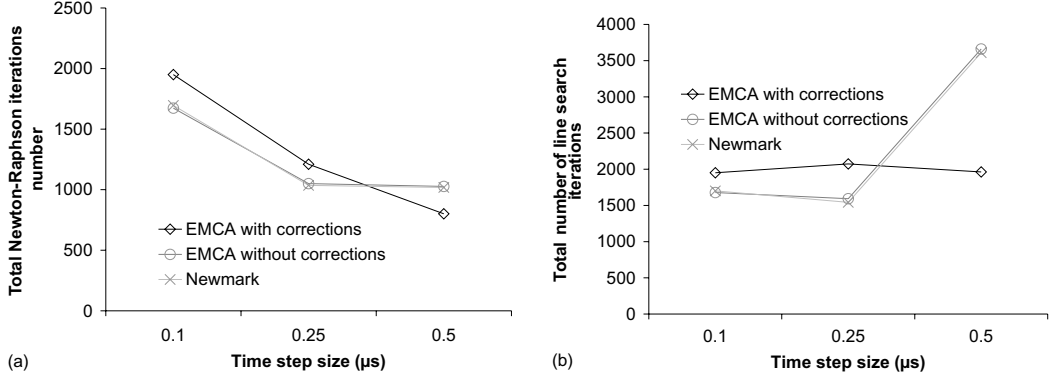 2500
2000
1500
1000
500
0
Total Newton-Raphson iterations
number
EMCA with corrections
EMCA without corrections
Newmark
0.1
0.25
0.5
Time step size (µs)
(a)
4000
3500
3000
2500
2000
1500
1000
500
0
Total number of line search
iterations
EMCA with corrections
EMCA without corrections
Newmark
0.1
0.25
0.5
Time step size (µs)
(b)